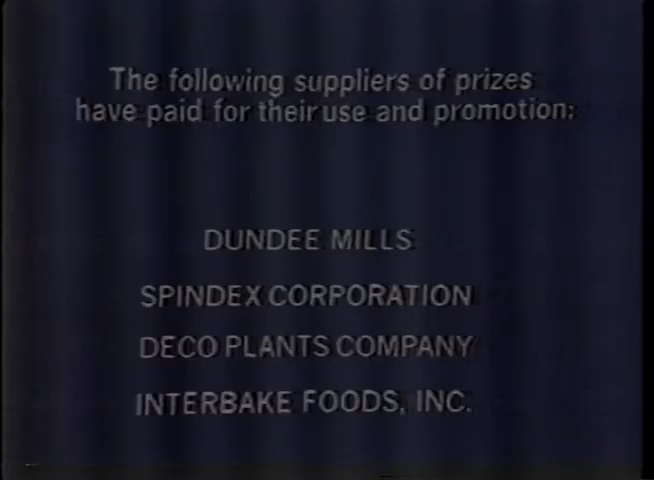 The following suppliers of prizes
have paid for their use and promotion:
DUNDEE MILLS
SPINDEX CORPORATION
DECO PLANTS COMPANY
INTERBAKE FOODS, INC.